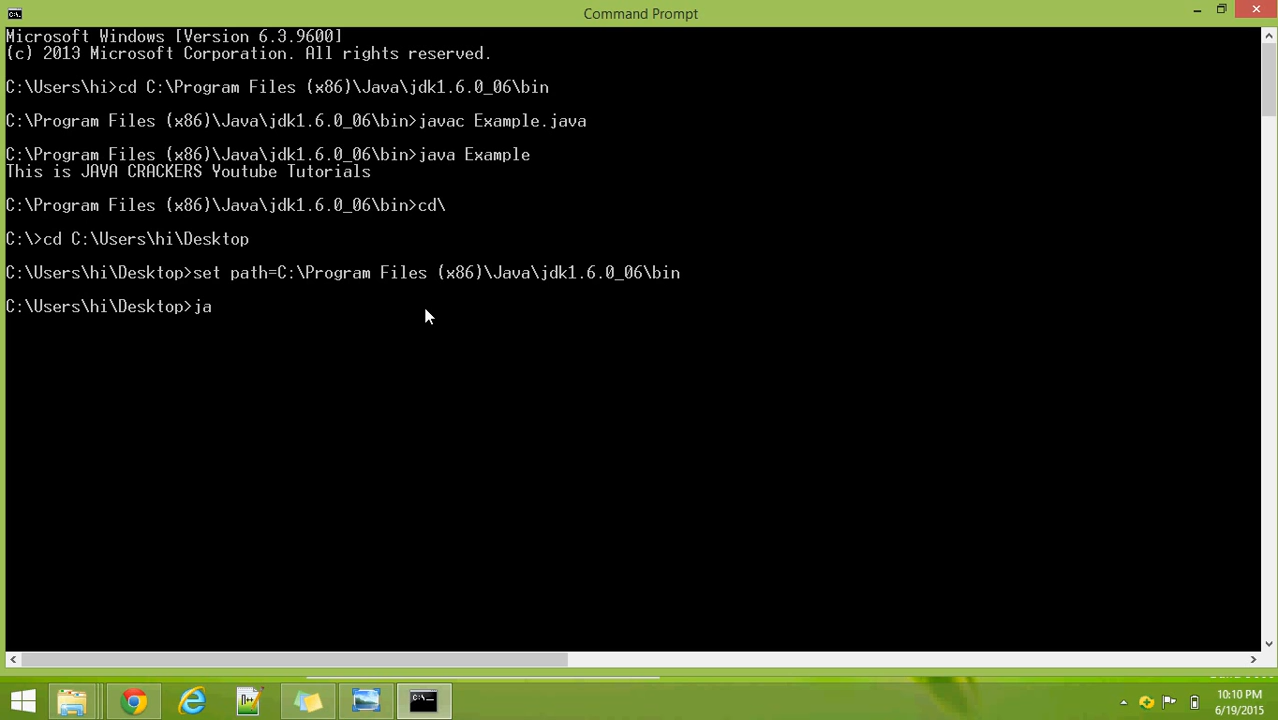 Command Prompt
Microsoft Windows [Version 6.3.9600]
(c) 2013 Microsoft Corporation. All rights reserved.
C:\Users\hi>cd C:\Program Files (x86)\Java\jdk1.6.0_06\bin
C:\Program Files (x86)\Java\jdk1.6.0_06\bin>javac Example.java
C:\Program Files (x86)\Java\jdk1.6.0_06\bin>java Example
This is JAVA CRACKERS Youtube Tutorials
C:\Program Files (x86)\Java\jdk1.6.0_06\bin>cd\
C:\>cd C:\Users\hi\Desktop
C:\Users\hi\Desktop>set path=C:\Program Files (x86)\Java\jdk1.6.0_06\bin
C:\Users\hi\Desktop>ja
10:10 PM
6/19/2015